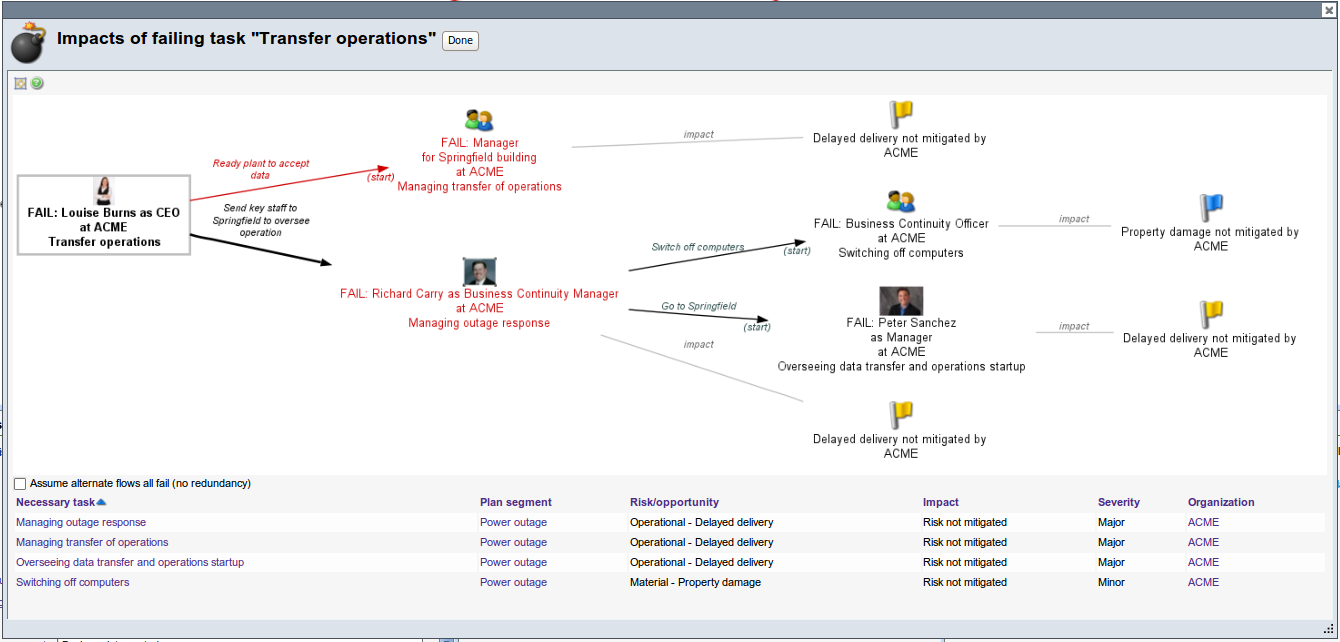 Impacts of failing task "Transfer operations" Done
FAIL: Manager
for Springfield building
at ACME
Managing transfer of operations
impact
Delayed delivery not mitigated by
ACME
Ready plant to accept
data
(start)
FAIL: Louise Burns as CEO
at ACME
Transfer operations
Send key staff to
Springfield to oversee
operation
FAIL: Richard Carry as Business Continuity Manager
at ACME
Managing outage response
Switch off computers
(start)
FAIL: Business Continuity Officer
at ACME
Switching off computers
impact
Property damage not mitigated by
ACME
Go to Springfield
(start)
FAIL: Peter Sanchez
as Manager
at ACME
Overseeing data transfer and operations startup
impact
Delayed delivery not mitigated by
ACME
impact
Delayed delivery not mitigated by
ACME
Assume alternate flows all fail (no redundancy)
Necessary task Plan segment Risk/opportunity Impact Severity Organization
Managing outage response Power outage Operational - Delayed delivery Risk not mitigated Major ACME
Managing transfer of operations Power outage Operational - Delayed delivery Risk not mitigated Major ACME
Overseeing data transfer and operations startup Power outage Operational - Delayed delivery Risk not mitigated Major ACME
Switching off computers Power outage Material - Property damage Risk not mitigated Minor ACME